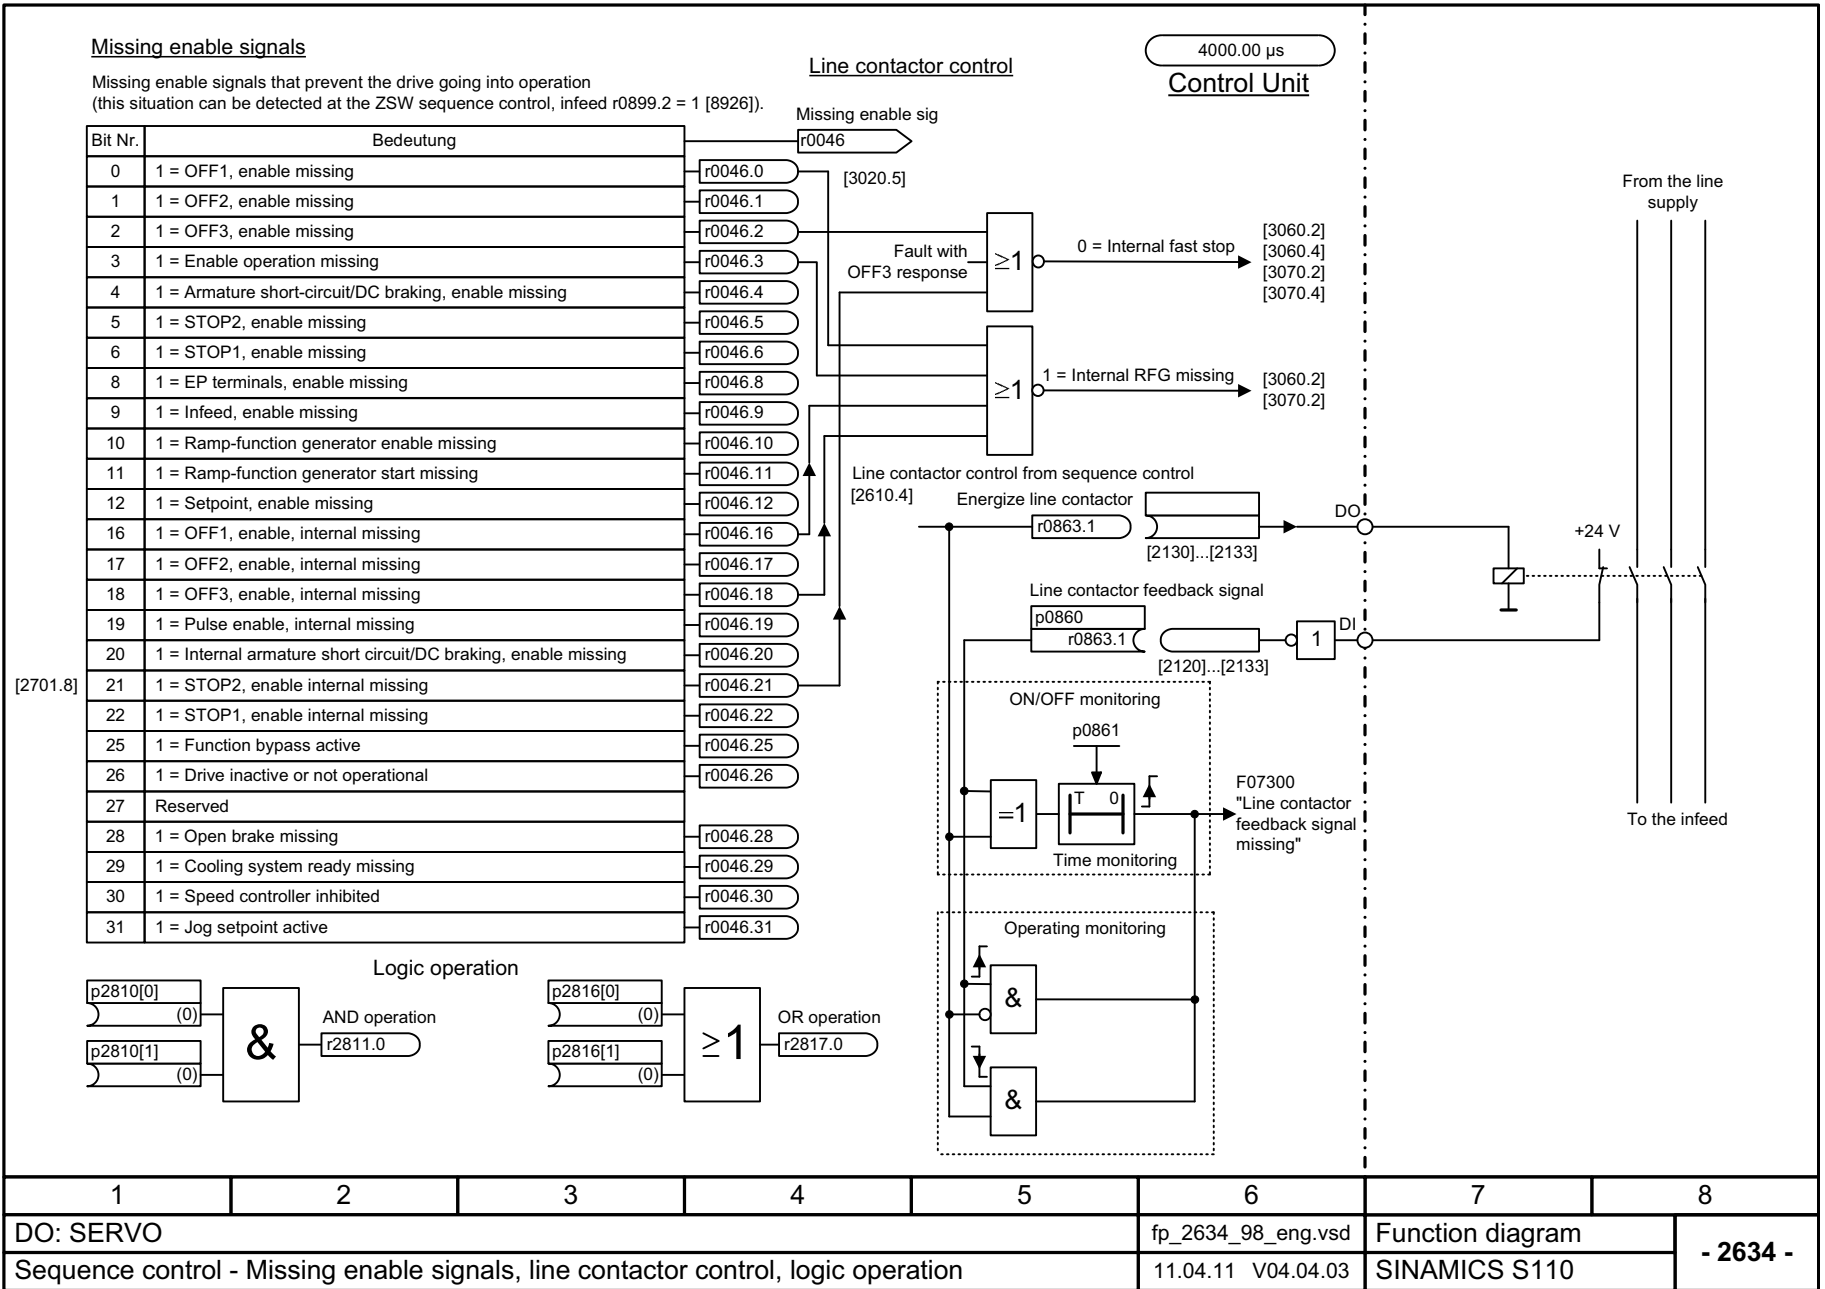 Missing enable signals
Missing enable signals that prevent the drive going into operation
(this situation can be detected at the ZSW sequence control, infeed r0899.2 = 1 [8926]).
Line contactor control
4000.00 µs
Control Unit
Missing enable sig
r0046
Bit Nr. Bedeutung
0 1 = OFF1, enable missing r0046.0
1 1 = OFF2, enable missing r0046.1
2 1 = OFF3, enable missing r0046.2
3 1 = Enable operation missing r0046.3
4 1 = Armature short-circuit/DC braking, enable missing r0046.4
5 1 = STOP2, enable missing r0046.5
6 1 = STOP1, enable missing r0046.6
8 1 = EP terminals, enable missing r0046.8
9 1 = Infeed, enable missing r0046.9
10 1 = Ramp-function generator enable missing r0046.10
11 1 = Ramp-function generator start missing r0046.11
12 1 = Setpoint, enable missing r0046.12
16 1 = OFF1, enable, internal missing r0046.16
17 1 = OFF2, enable, internal missing r0046.17
18 1 = OFF3, enable, internal missing r0046.18
19 1 = Pulse enable, internal missing r0046.19
20 1 = Internal armature short circuit/DC braking, enable missing r0046.20
[2701.8]
21 1 = STOP2, enable internal missing r0046.21
22 1 = STOP1, enable internal missing r0046.22
25 1 = Function bypass active r0046.25
26 1 = Drive inactive or not operational r0046.26
27 Reserved
28 1 = Open brake missing r0046.28
29 1 = Cooling system ready missing r0046.29
30 1 = Speed controller inhibited r0046.30
31 1 = Jog setpoint active r0046.31
[3020.5]
Fault with
OFF3 response
≥1
0 = Internal fast stop
[3060.2]
[3060.4]
[3070.2]
[3070.4]
≥1
1 = Internal RFG missing
[3060.2]
[3070.2]
Line contactor control from sequence control
[2610.4]
Energize line contactor
r0863.1
[2130]...[2133]
DO
Line contactor feedback signal
p0860
r0863.1
[2120]...[2133]
1
DI
+24 V
From the line
supply
To the infeed
ON/OFF monitoring
p0861
=1
T 0
Time monitoring
F07300
"Line contactor
feedback signal
missing"
Operating monitoring
&
&
Logic operation
p2810[0]
(0)
p2810[1]
(0)
&
AND operation
r2811.0
p2816[0]
(0)
p2816[1]
(0)
≥1
OR operation
r2817.0
1 2 3 4 5 6 7 8
DO: SERVO
fp_2634_98_eng.vsd
Function diagram
- 2634 -
Sequence control - Missing enable signals, line contactor control, logic operation
11.04.11 V04.04.03
SINAMICS S110